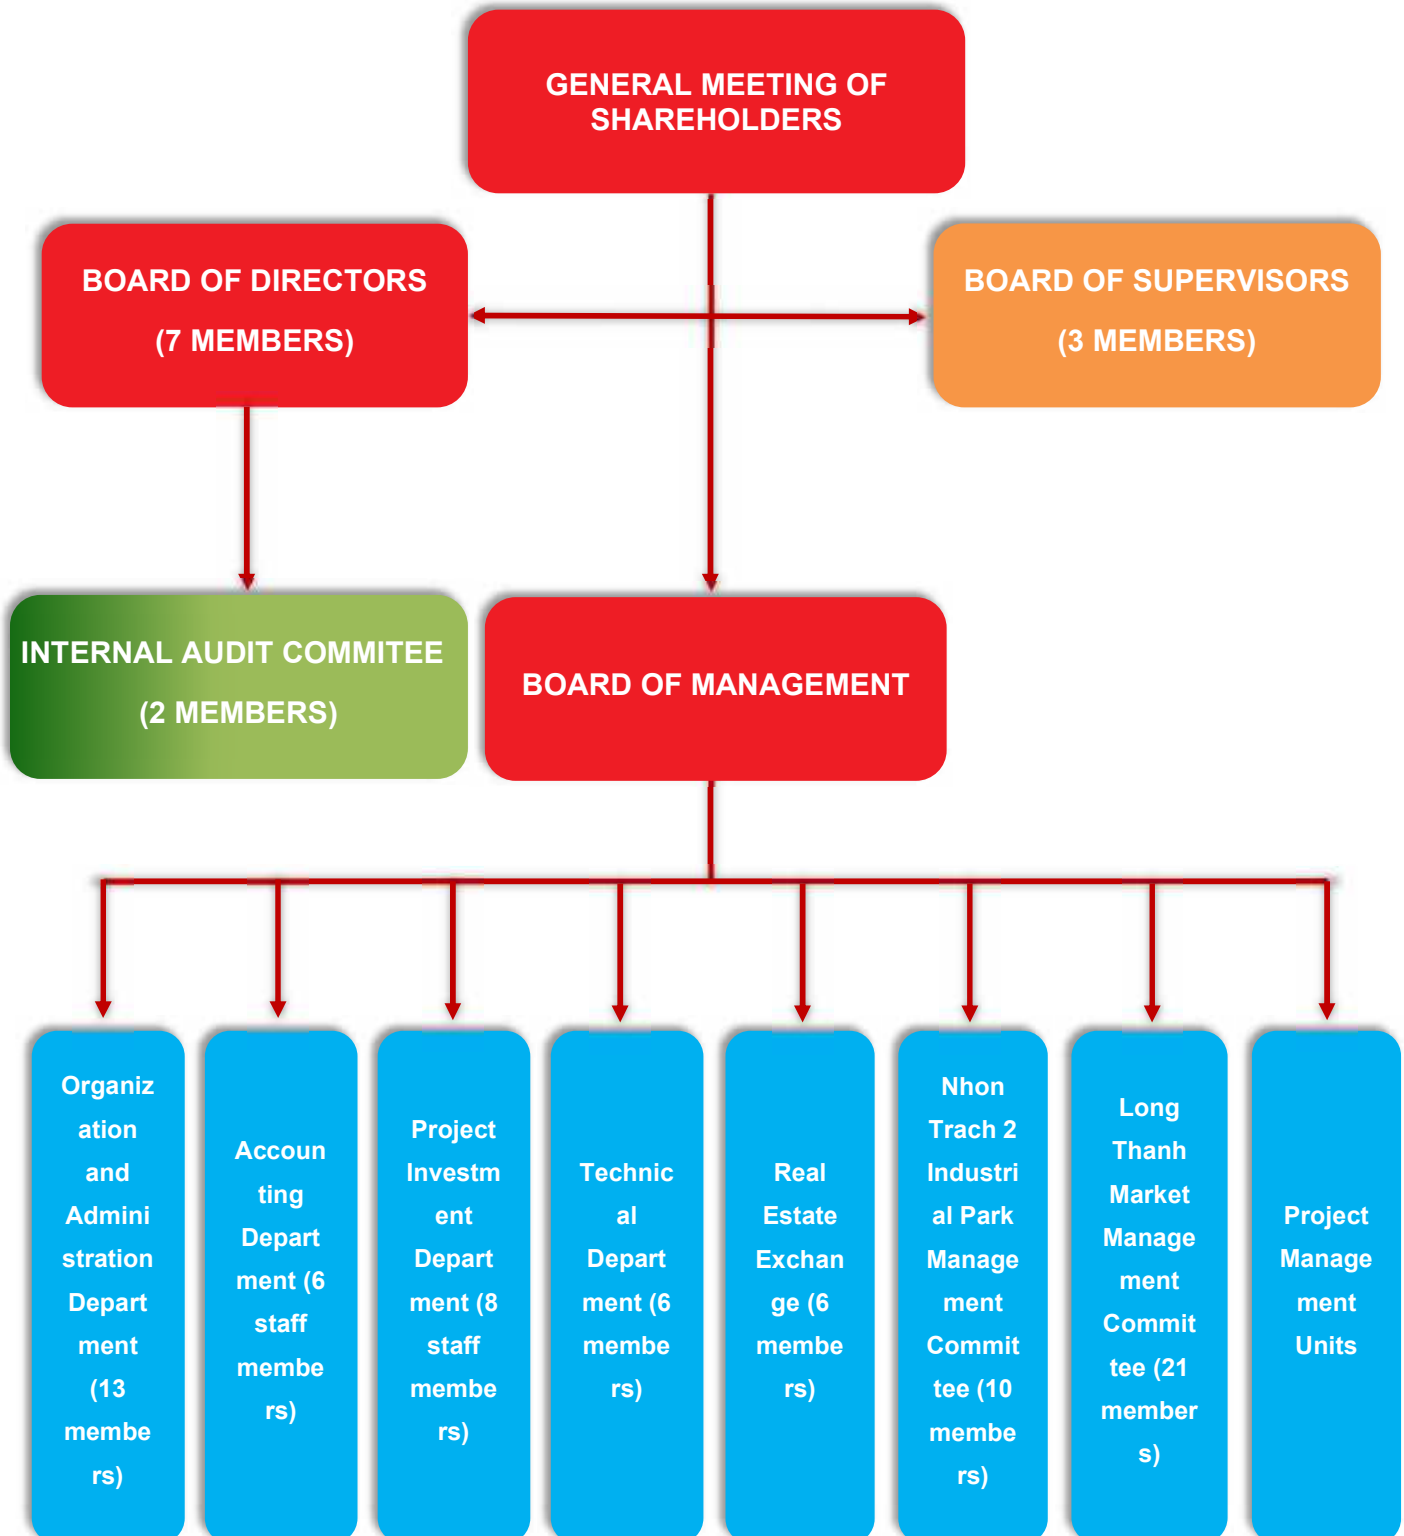 GENERAL MEETING OF
SHAREHOLDERS
BOARD OF DIRECTORS
(7 MEMBERS)
BOARD OF SUPERVISORS
(3 MEMBERS)
INTERNAL AUDIT COMMITEE
(2 MEMBERS)
BOARD OF MANAGEMENT
Organiz
ation
and
Admini
stration
Depart
ment
(13
membe
rs)
Accoun
ting
Depart
ment (6
staff
membe
rs)
Project
Investm
ent
Depart
ment (8
staff
membe
rs)
Technic
al
Depart
ment (6
membe
rs)
Real
Estate
Exchan
ge (6
membe
rs)
Nhon
Trach 2
Industri
al Park
Manage
ment
Commit
tee (10
membe
rs)
Long
Thanh
Market
Manage
ment
Commit
tee (21
member
s)
Project
Manage
ment
Units